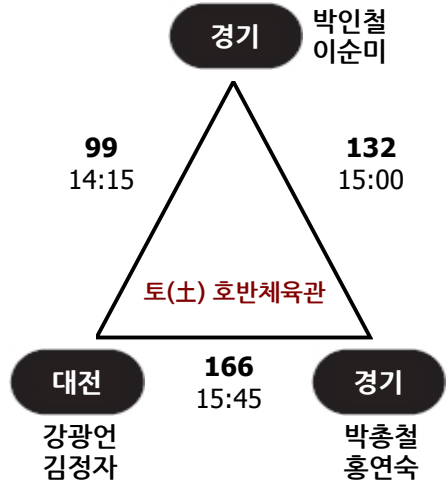 경기
박인철
이순미
99
14:15
132
15:00
토(土) 호반체육관
166
15:45
대전
강광언
김정자
경기
박총철
홍연숙